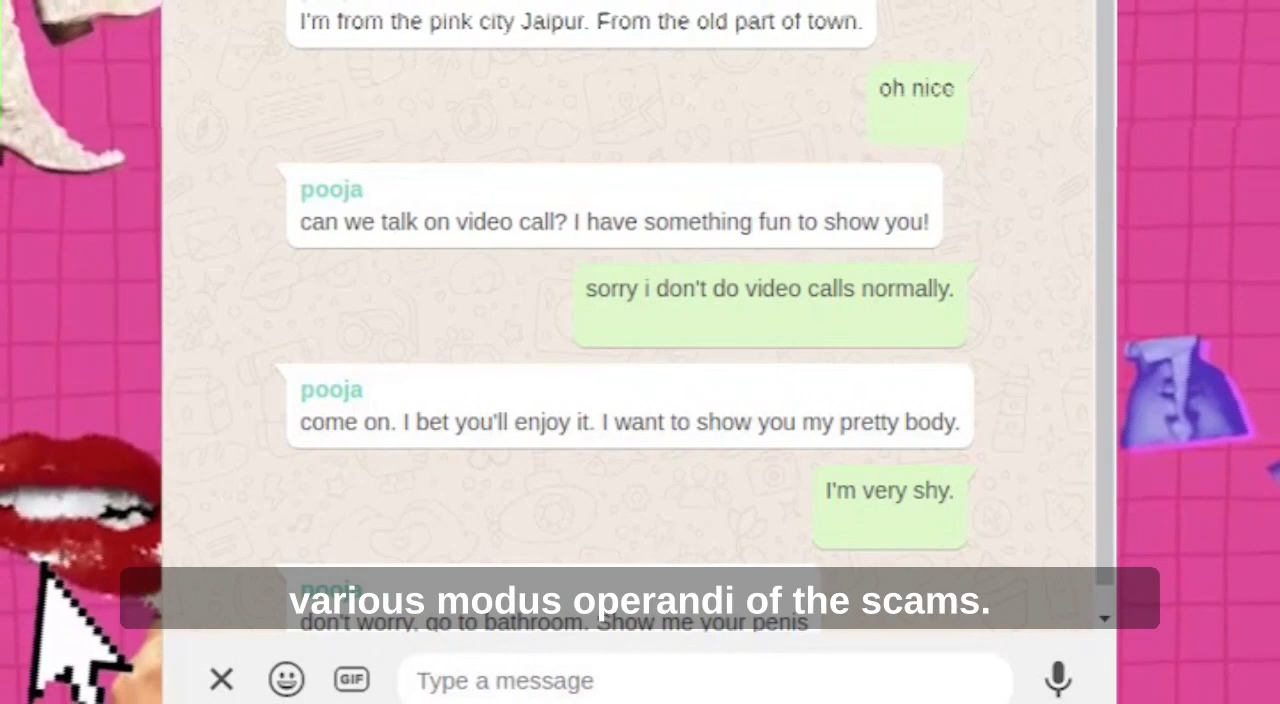 I'm from the pink city Jaipur. From the old part of town.
oh nice
pooja
can we talk on video call? I have something fun to show you!
sorry i don't do video calls normally.
pooja
come on. I bet you'll enjoy it. I want to show you my pretty body.
I'm very shy.
pooja
various modus operandi of the scams.
don't worry, go to bathroom. Show me your penis
GIF
Type a message